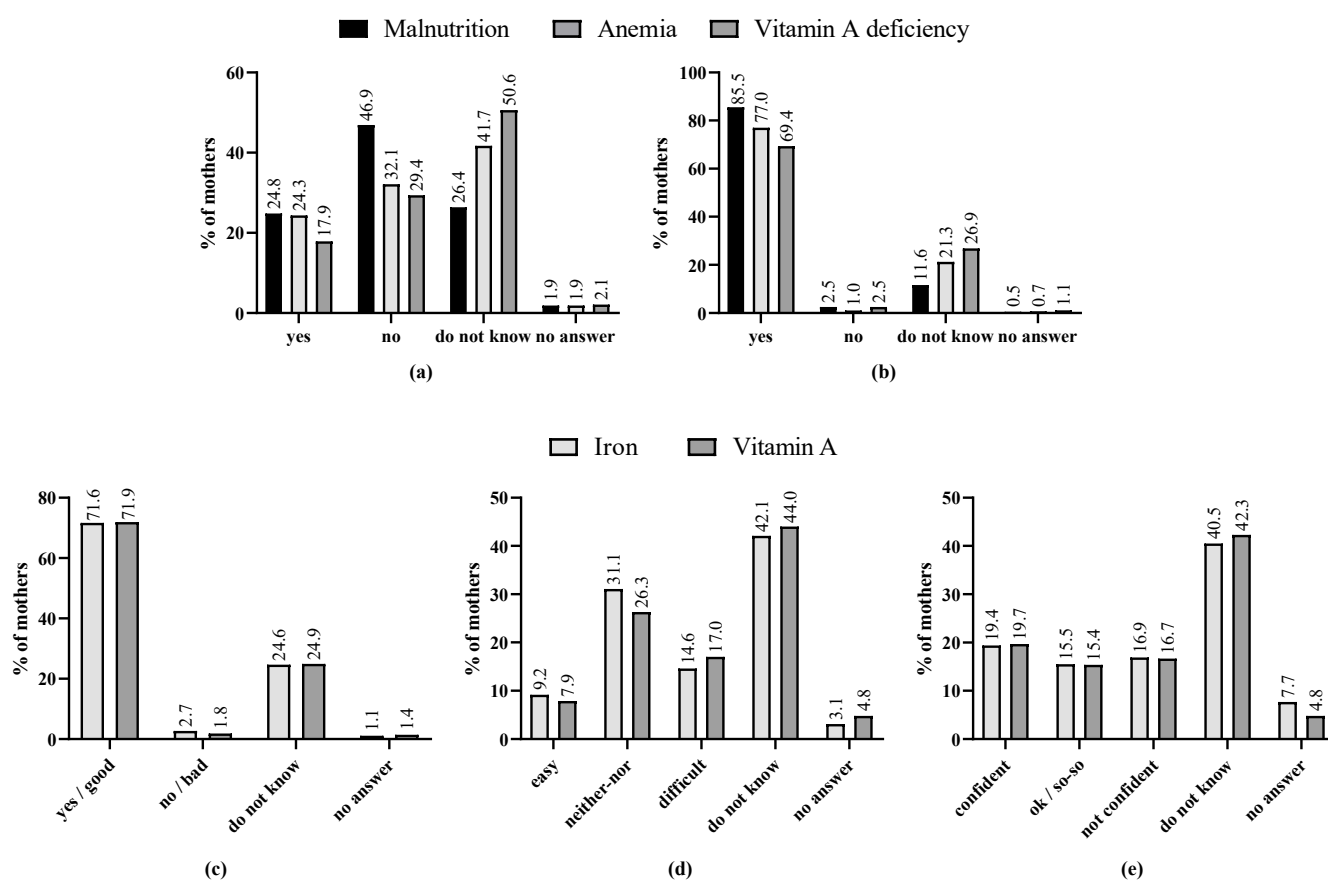 Malnutrition Anemia Vitamin A deficiency
% of mothers
60
40
20
0
24.8 24.3 17.9
46.9 32.1 29.4
26.4 41.7 50.6
1.9 1.9 2.1
yes no do not know no answer
(a)
% of mothers
100
80
60
40
20
0
85.5 77.0 69.4
2.5 1.0 2.5
11.6 21.3 26.9
0.5 0.7 1.1
yes no do not know no answer
(b)
Iron Vitamin A
% of mothers
80
60
40
20
0
71.6 71.9
2.7 1.8
24.6 24.9
1.1 1.4
yes / good
no / bad
do not know
no answer
(c)
% of mothers
50
40
30
20
10
0
9.2 7.9
31.1 26.3
14.6 17.0
42.1 44.0
3.1 4.8
easy
neither-nor
difficult
do not know
no answer
(d)
% of mothers
50
40
30
20
10
0
19.4 19.7
15.5 15.4
16.9 16.7
40.5 42.3
7.7 4.8
confident
ok / so-so
not confident
do not know
no answer
(e)